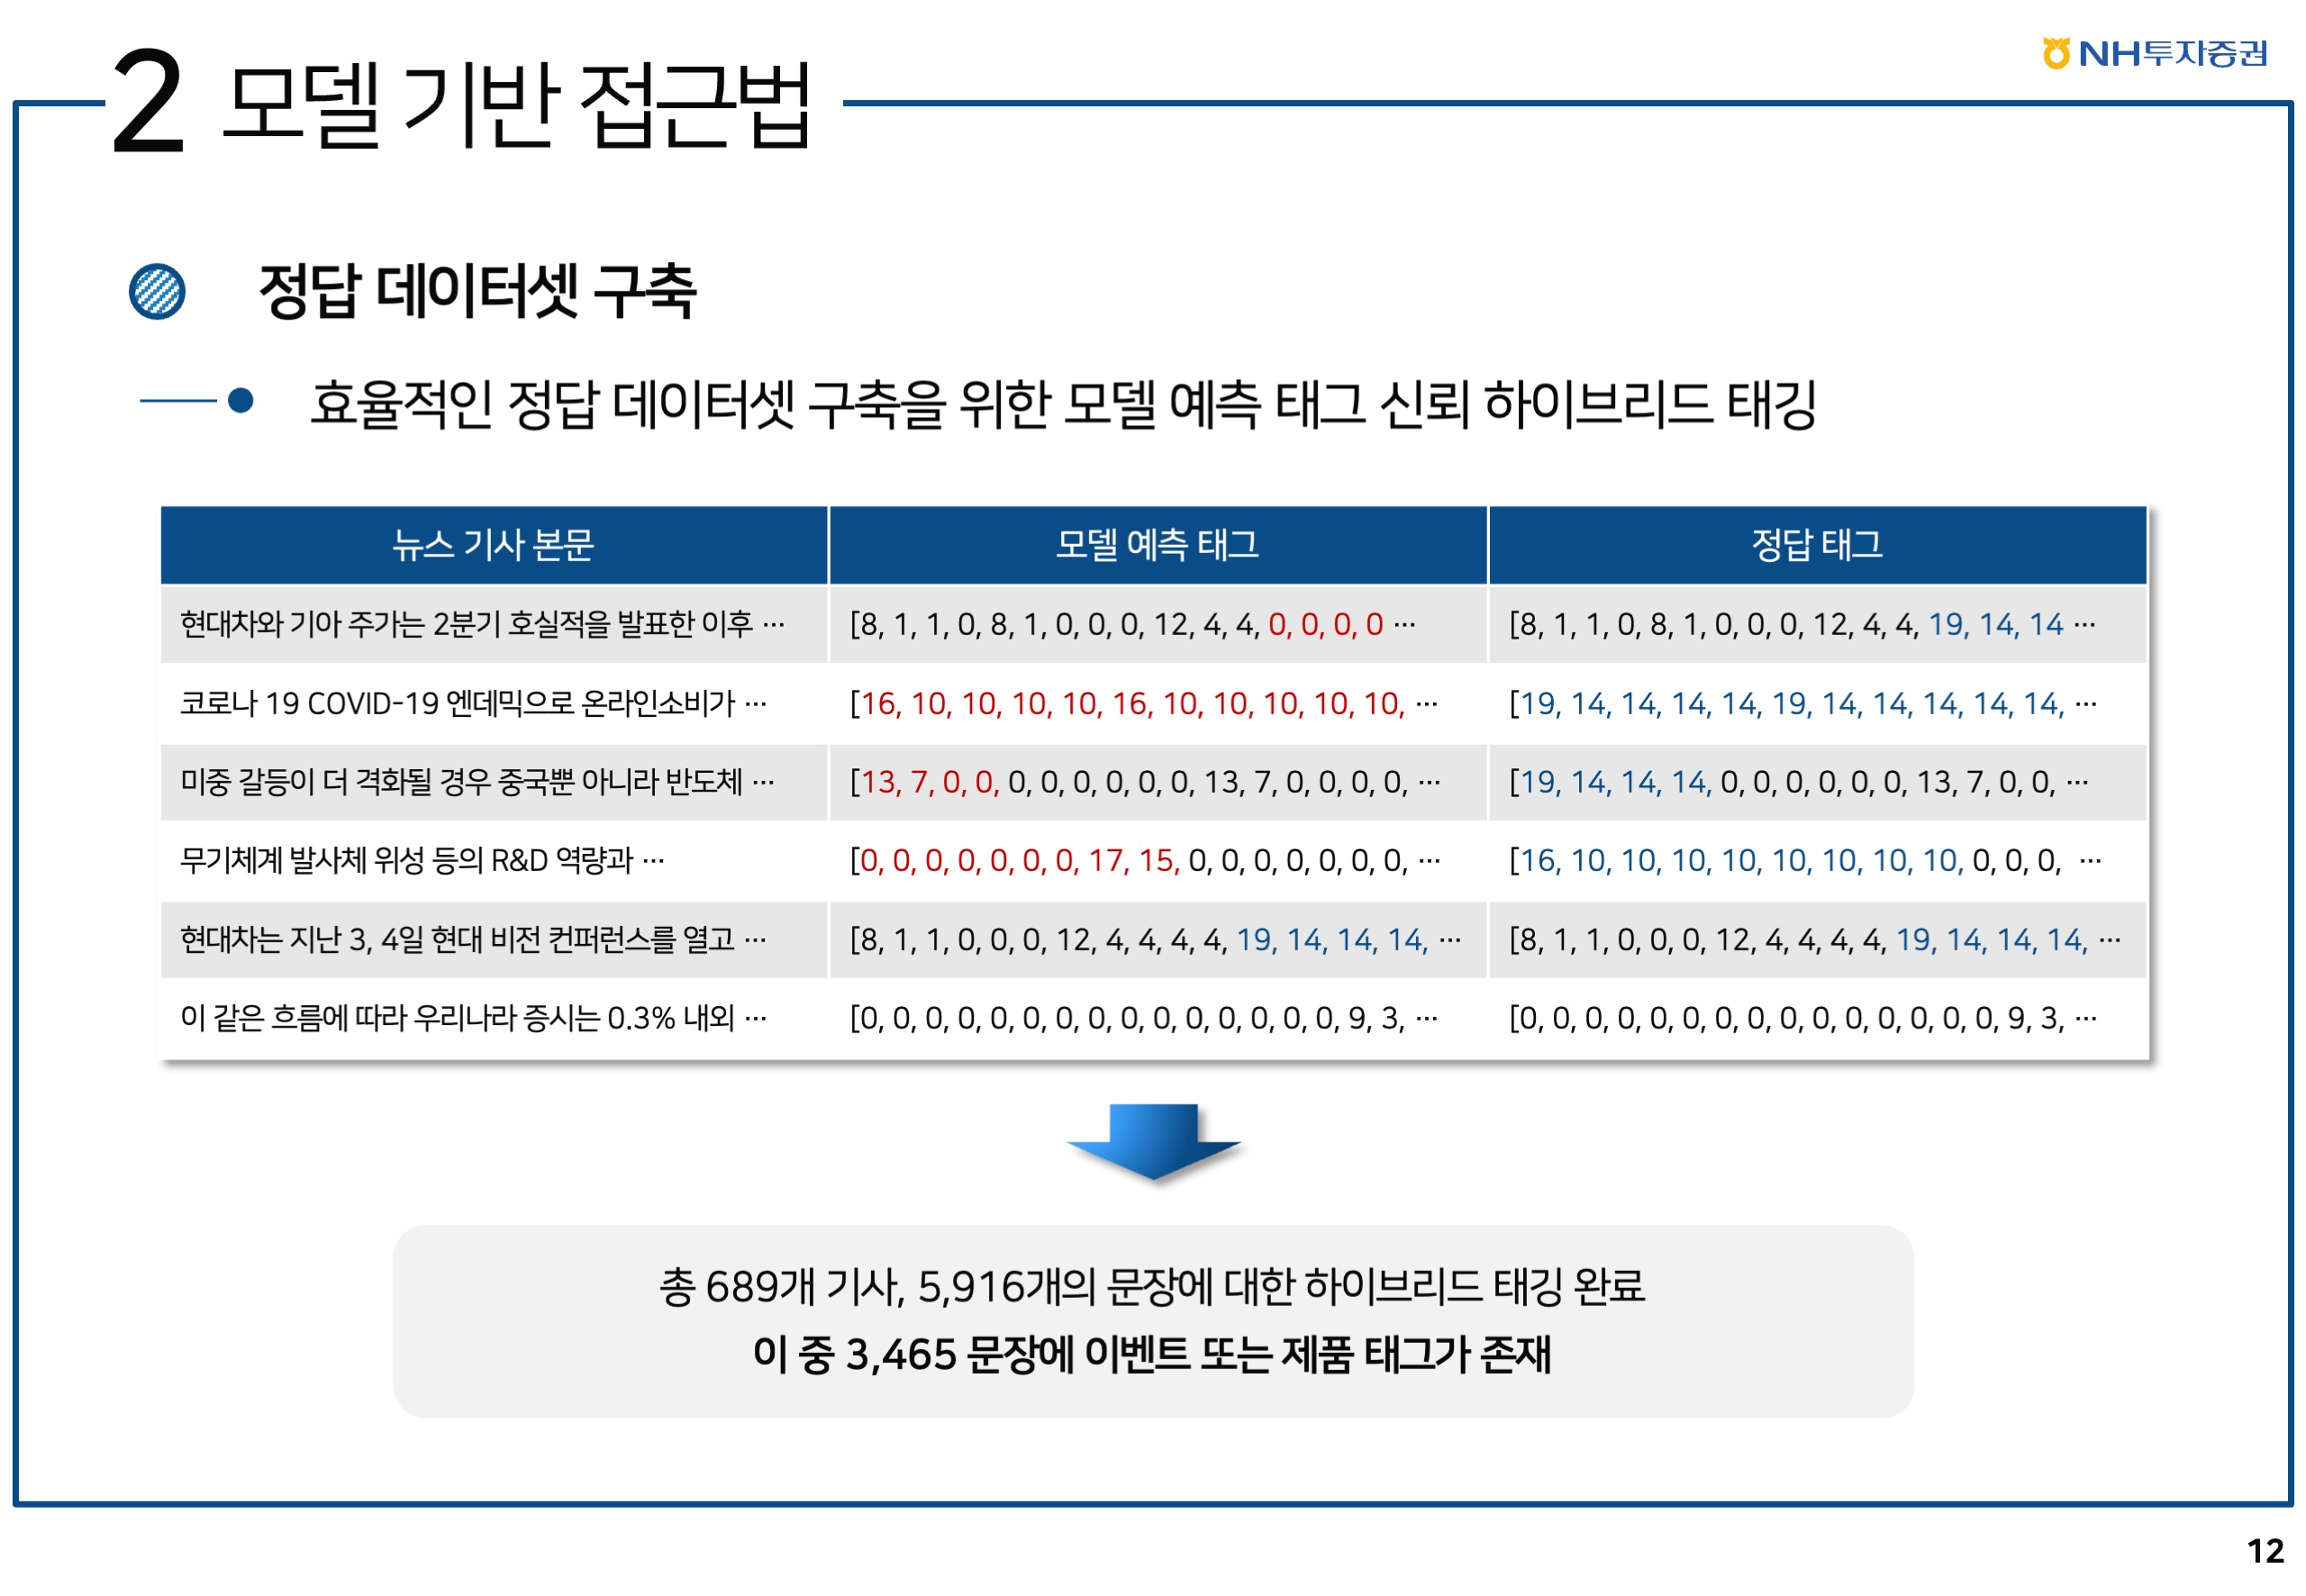 2 모델 기반 접근법
NH투자증권
정답 데이터셋 구축
효율적인 정답 데이터셋 구축을 위한 모델 예측 태그 신뢰 하이브리드 태깅
뉴스 기사 본문 모델 예측 태그 정답 태그
현대차와 기아 주가는 2분기 호실적을 발표한 이후 ··· [8, 1, 1, 0, 8, 1, 0, 0, 0, 12, 4, 4, 0, 0, 0, 0 ··· [8, 1, 1, 0, 8, 1, 0, 0, 0, 12, 4, 4, 19, 14, 14 ···
코로나 19 COVID-19 엔데믹으로 온라인소비가 ··· [16, 10, 10, 10, 10, 16, 10, 10, 10, 10, 10, ··· [19, 14, 14, 14, 14, 19, 14, 14, 14, 14, 14, ···
미중 갈등이 더 격화될 경우 중국뿐 아니라 반도체 ··· [13, 7, 0, 0, 0, 0, 0, 0, 0, 0, 13, 7, 0, 0, 0, 0, ··· [19, 14, 14, 14, 0, 0, 0, 0, 0, 0, 13, 7, 0, 0, ···
무기체계 발사체 위성 등의 R&D 역량과 ··· [0, 0, 0, 0, 0, 0, 0, 17, 15, 0, 0, 0, 0, 0, 0, 0, ··· [16, 10, 10, 10, 10, 10, 10, 10, 10, 0, 0, 0, ···
현대차는 지난 3, 4일 현대 비전 컨퍼런스를 열고 ··· [8, 1, 1, 0, 0, 0, 12, 4, 4, 4, 4, 19, 14, 14, 14, ··· [8, 1, 1, 0, 0, 0, 12, 4, 4, 4, 4, 19, 14, 14, 14, ···
이 같은 흐름에 따라 우리나라 증시는 0.3% 내외 ··· [0, 0, 0, 0, 0, 0, 0, 0, 0, 0, 0, 0, 0, 0, 0, 9, 3, ··· [0, 0, 0, 0, 0, 0, 0, 0, 0, 0, 0, 0, 0, 0, 0, 9, 3, ···
총 689개 기사, 5,916개의 문장에 대한 하이브리드 태깅 완료
이 중 3,465 문장에 이벤트 또는 제품 태그가 존재
12